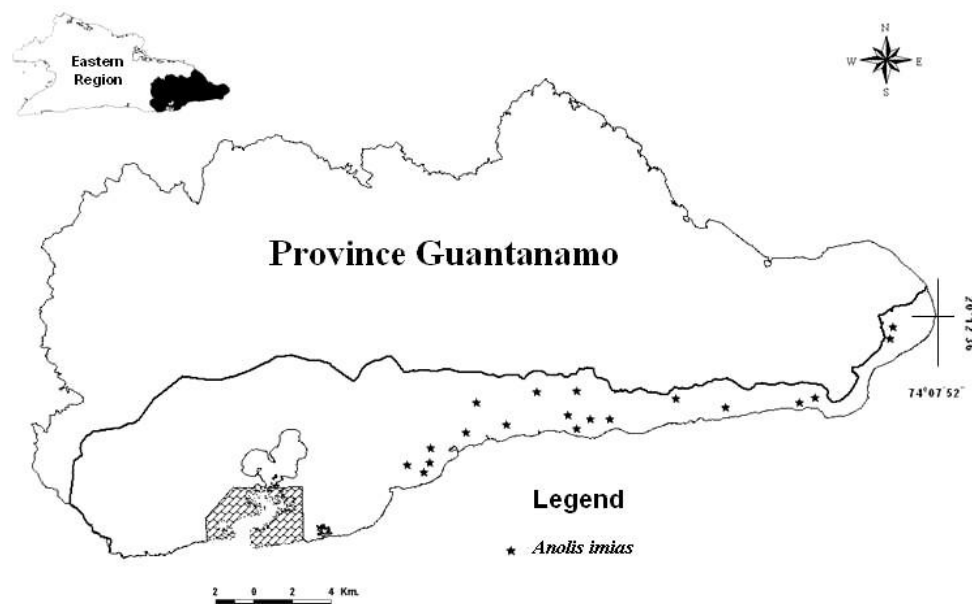 Eastern
Region
N
W E
S
Province Guantanamo
20°12´36¨
74°07´52¨
Legend
Anolis imias
2 0 2 4 Km.